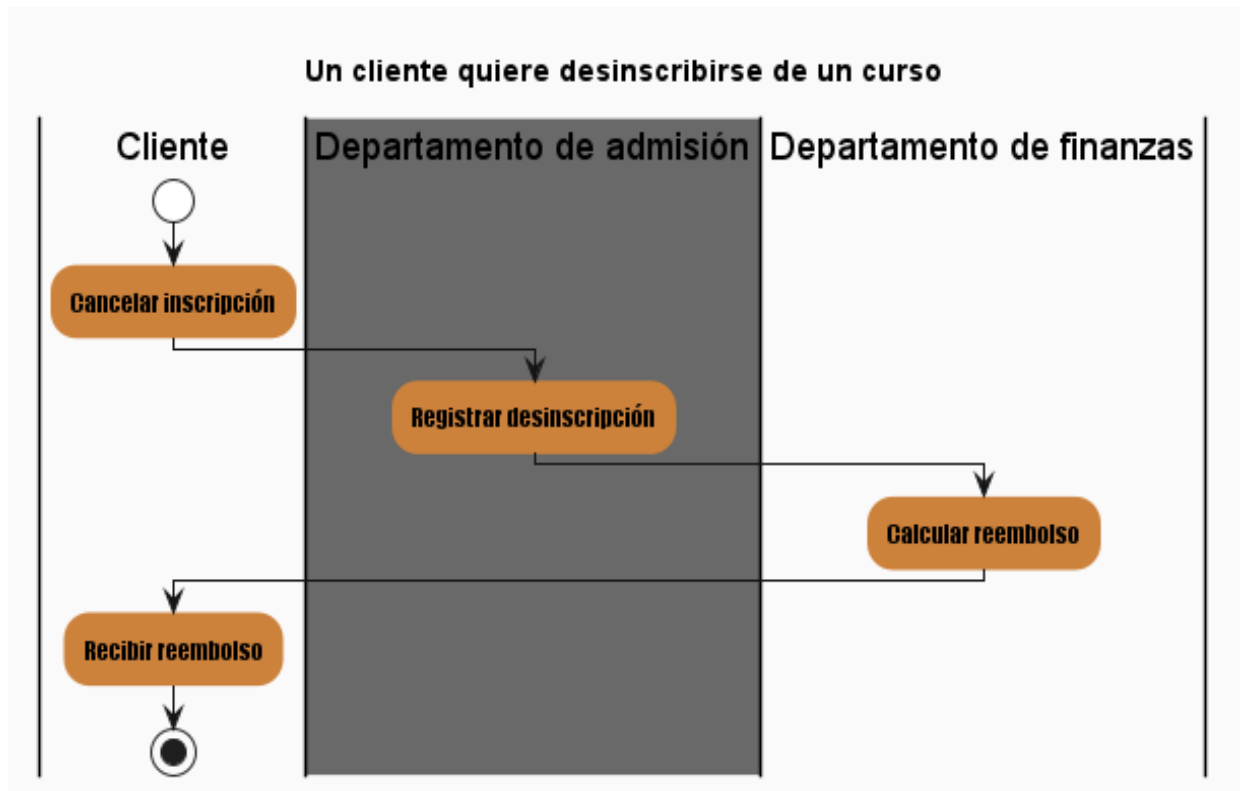 Un cliente quiere desinscribirse de un curso
Cliente
Departamento de admisión
Departamento de finanzas
Cancelar inscripción
Registrar desinscripción
Calcular reembolso
Recibir reembolso